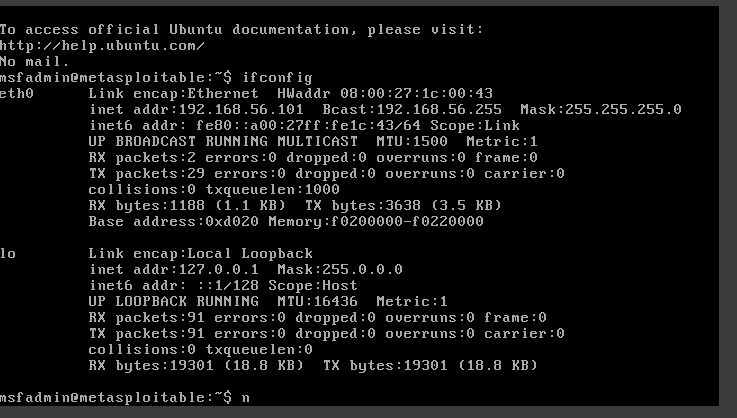 To access official Ubuntu documentation, please visit:
http://help.ubuntu.com/
No mail.
msfadmin@metasploitable:~$ ifconfig
eth0      Link encap:Ethernet  HWaddr 08:00:27:1c:00:43
          inet addr:192.168.56.101  Bcast:192.168.56.255  Mask:255.255.255.0
          inet6 addr: fe80::a00:27ff:fe1c:43/64 Scope:Link
          UP BROADCAST RUNNING MULTICAST  MTU:1500  Metric:1
          RX packets:2 errors:0 dropped:0 overruns:0 frame:0
          TX packets:29 errors:0 dropped:0 overruns:0 carrier:0
          collisions:0 txqueuelen:1000
          RX bytes:1188 (1.1 KB)  TX bytes:3638 (3.5 KB)
          Base address:0xd020 Memory:f0200000-f0220000
lo        Link encap:Local Loopback
          inet addr:127.0.0.1  Mask:255.0.0.0
          inet6 addr: ::1/128 Scope:Host
          UP LOOPBACK RUNNING  MTU:16436  Metric:1
          RX packets:91 errors:0 dropped:0 overruns:0 frame:0
          TX packets:91 errors:0 dropped:0 overruns:0 carrier:0
          collisions:0 txqueuelen:0
          RX bytes:19301 (18.8 KB)  TX bytes:19301 (18.8 KB)
msfadmin@metasploitable:~$ n